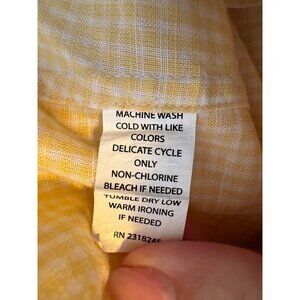 MACHINE WASH
COLD WITH LIKE
COLORS
DELICATE CYCLE
ONLY
NON-CHLORINE
BLEACH IF NEEDED
TUMBLE DRY LOW
WARM IRONING
IF NEEDED
RN